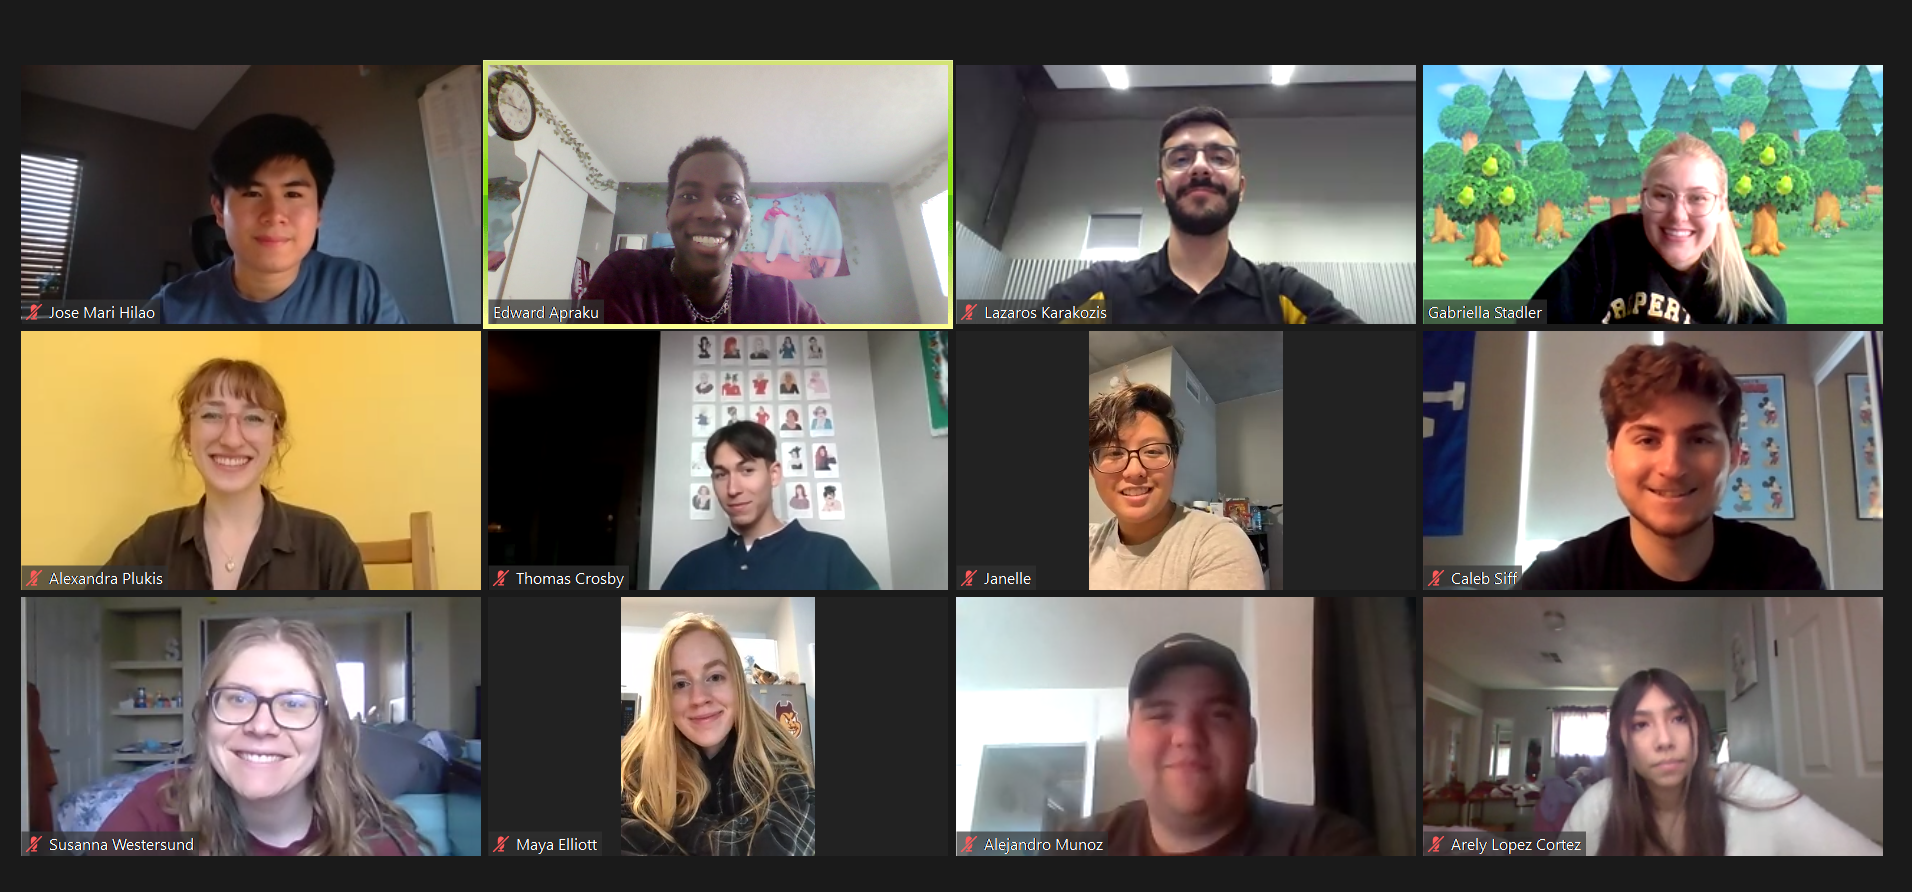 Jose Mari Hilao
Edward Apraku
Lazaros Karakozis
PROPERT
Gabriella Stadler
Alexandra Plukis
Thomas Crosby
Janelle
Caleb Siff
Susanna Westersund
Maya Elliott
Alejandro Munoz
Arely Lopez Cortez